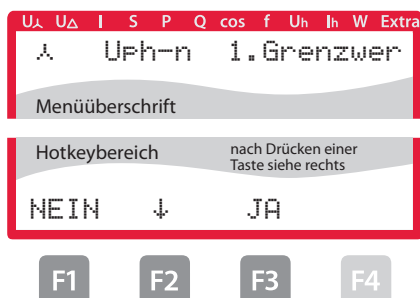 U⅄ U△ I S P Q cos f Uh Ih W Extra
⅄ UPh-n 1.Grenzwer
Menüüberschrift
Hotkeybereich nach Drücken einer
Taste siehe rechts
NEIN ↓ JA
F1 F2 F3 F4